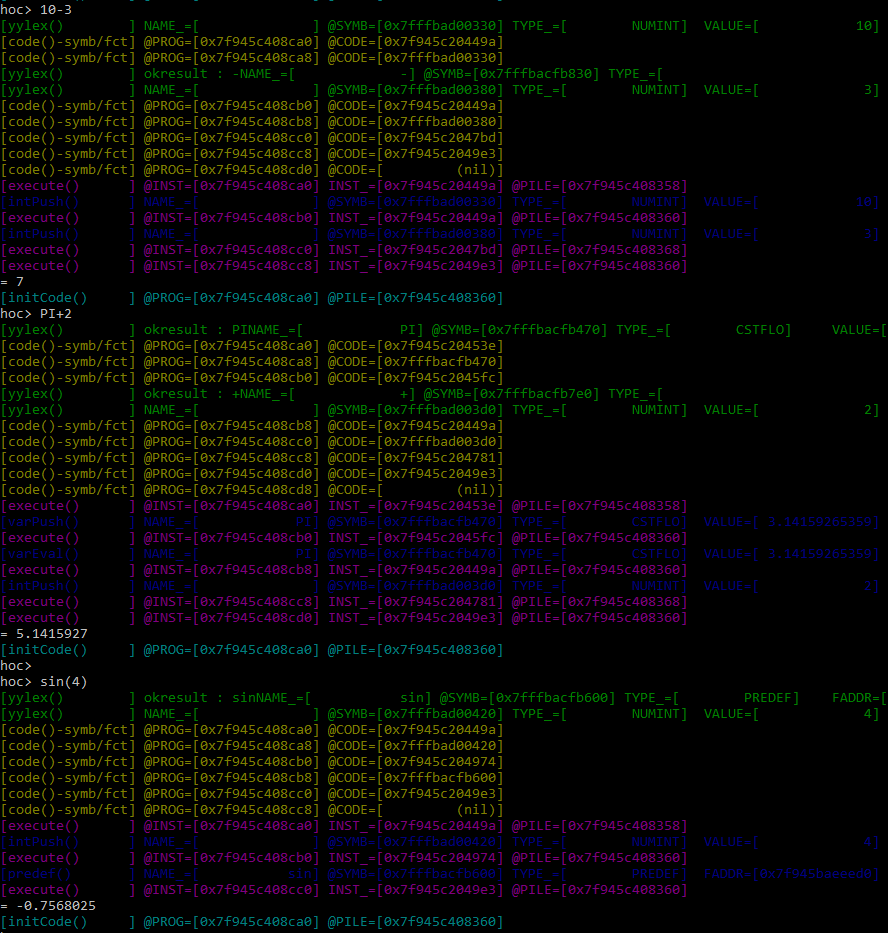 hoc> 10-3
[yylex()        ] NAME_=[              ] @SYMB=[0x7fffbad00330] TYPE_=[        NUMINT]  VALUE=[            10]
[code()-symb/fct] @PROG=[0x7f945c408ca0] @CODE=[0x7f945c20449a]
[code()-symb/fct] @PROG=[0x7f945c408ca8] @CODE=[0x7fffbad00330]
[yylex()        ] okresult : -NAME_=[             -] @SYMB=[0x7fffbacfb830] TYPE_=[
[yylex()        ] NAME_=[              ] @SYMB=[0x7fffbad00380] TYPE_=[        NUMINT]  VALUE=[             3]
[code()-symb/fct] @PROG=[0x7f945c408cb0] @CODE=[0x7f945c20449a]
[code()-symb/fct] @PROG=[0x7f945c408cb8] @CODE=[0x7fffbad00380]
[code()-symb/fct] @PROG=[0x7f945c408cc0] @CODE=[0x7f945c2047bd]
[code()-symb/fct] @PROG=[0x7f945c408cc8] @CODE=[0x7f945c2049e3]
[code()-symb/fct] @PROG=[0x7f945c408cd0] @CODE=[         (nil)]
[execute()      ] @INST=[0x7f945c408ca0] INST_=[0x7f945c20449a] @PILE=[0x7f945c408358]
[intPush()      ] NAME_=[              ] @SYMB=[0x7fffbad00330] TYPE_=[        NUMINT]  VALUE=[            10]
[execute()      ] @INST=[0x7f945c408cb0] INST_=[0x7f945c20449a] @PILE=[0x7f945c408360]
[intPush()      ] NAME_=[              ] @SYMB=[0x7fffbad00380] TYPE_=[        NUMINT]  VALUE=[             3]
[execute()      ] @INST=[0x7f945c408cc0] INST_=[0x7f945c2047bd] @PILE=[0x7f945c408368]
[execute()      ] @INST=[0x7f945c408cc8] INST_=[0x7f945c2049e3] @PILE=[0x7f945c408360]
= 7
[initCode()     ] @PROG=[0x7f945c408ca0] @PILE=[0x7f945c408360]
hoc> PI+2
[yylex()        ] okresult : PINAME_=[            PI] @SYMB=[0x7fffbacfb470] TYPE_=[        CSTFLO]     VALUE=[
[code()-symb/fct] @PROG=[0x7f945c408ca0] @CODE=[0x7f945c20453e]
[code()-symb/fct] @PROG=[0x7f945c408ca8] @CODE=[0x7fffbacfb470]
[code()-symb/fct] @PROG=[0x7f945c408cb0] @CODE=[0x7f945c2045fc]
[yylex()        ] okresult : +NAME_=[             +] @SYMB=[0x7fffbacfb7e0] TYPE_=[
[yylex()        ] NAME_=[              ] @SYMB=[0x7fffbad003d0] TYPE_=[        NUMINT]  VALUE=[             2]
[code()-symb/fct] @PROG=[0x7f945c408cb8] @CODE=[0x7f945c20449a]
[code()-symb/fct] @PROG=[0x7f945c408cc0] @CODE=[0x7fffbad003d0]
[code()-symb/fct] @PROG=[0x7f945c408cc8] @CODE=[0x7f945c204781]
[code()-symb/fct] @PROG=[0x7f945c408cd0] @CODE=[0x7f945c2049e3]
[code()-symb/fct] @PROG=[0x7f945c408cd8] @CODE=[         (nil)]
[execute()      ] @INST=[0x7f945c408ca0] INST_=[0x7f945c20453e] @PILE=[0x7f945c408358]
[varPush()      ] NAME_=[            PI] @SYMB=[0x7fffbacfb470] TYPE_=[        CSTFLO]  VALUE=[ 3.14159265359]
[execute()      ] @INST=[0x7f945c408cb0] INST_=[0x7f945c2045fc] @PILE=[0x7f945c408360]
[varEval()      ] NAME_=[            PI] @SYMB=[0x7fffbacfb470] TYPE_=[        CSTFLO]  VALUE=[ 3.14159265359]
[execute()      ] @INST=[0x7f945c408cb8] INST_=[0x7f945c20449a] @PILE=[0x7f945c408360]
[intPush()      ] NAME_=[              ] @SYMB=[0x7fffbad003d0] TYPE_=[        NUMINT]  VALUE=[             2]
[execute()      ] @INST=[0x7f945c408cc8] INST_=[0x7f945c204781] @PILE=[0x7f945c408368]
[execute()      ] @INST=[0x7f945c408cd0] INST_=[0x7f945c2049e3] @PILE=[0x7f945c408360]
= 5.1415927
[initCode()     ] @PROG=[0x7f945c408ca0] @PILE=[0x7f945c408360]
hoc>
hoc> sin(4)
[yylex()        ] okresult : sinNAME_=[           sin] @SYMB=[0x7fffbacfb600] TYPE_=[        PREDEF]    FADDR=[
[yylex()        ] NAME_=[              ] @SYMB=[0x7fffbad00420] TYPE_=[        NUMINT]  VALUE=[             4]
[code()-symb/fct] @PROG=[0x7f945c408ca0] @CODE=[0x7f945c20449a]
[code()-symb/fct] @PROG=[0x7f945c408ca8] @CODE=[0x7fffbad00420]
[code()-symb/fct] @PROG=[0x7f945c408cb0] @CODE=[0x7f945c204974]
[code()-symb/fct] @PROG=[0x7f945c408cb8] @CODE=[0x7fffbacfb600]
[code()-symb/fct] @PROG=[0x7f945c408cc0] @CODE=[0x7f945c2049e3]
[code()-symb/fct] @PROG=[0x7f945c408cc8] @CODE=[         (nil)]
[execute()      ] @INST=[0x7f945c408ca0] INST_=[0x7f945c20449a] @PILE=[0x7f945c408358]
[intPush()      ] NAME_=[              ] @SYMB=[0x7fffbad00420] TYPE_=[        NUMINT]  VALUE=[             4]
[execute()      ] @INST=[0x7f945c408cb0] INST_=[0x7f945c204974] @PILE=[0x7f945c408360]
[predef()       ] NAME_=[           sin] @SYMB=[0x7fffbacfb600] TYPE_=[        PREDEF]
[execute()      ] @INST=[0x7f945c408cc0] INST_=[0x7f945c2049e3] @PILE=[0x7f945c408360]
= -0.7568025
[initCode()     ] @PROG=[0x7f945c408ca0] @PILE=[0x7f945c408360]